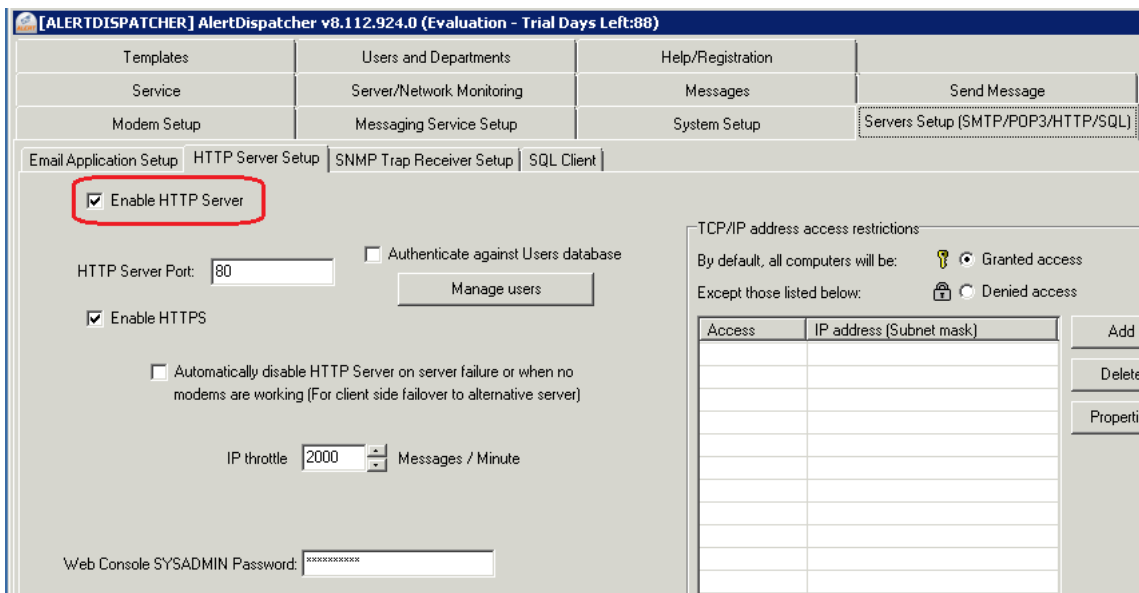 [ALERTDISPATCHER] AlertDispatcher v8.112.924.0 (Evaluation - Trial Days Left:88)
Templates Users and Departments Help/Registration
Service Server/Network Monitoring Messages Send Message
Modem Setup Messaging Service Setup System Setup Servers Setup (SMTP/POP3/HTTP/SQL)
Email Application Setup HTTP Server Setup SNMP Trap Receiver Setup SQL Client
Enable HTTP Server
HTTP Server Port: 80
Authenticate against Users database
Manage users
Enable HTTPS
Automatically disable HTTP Server on server failure or when no
modems are working (For client side failover to alternative server)
IP throttle 2000 Messages / Minute
Web Console SYSADMIN Password: **********
TCP/IP address access restrictions
By default, all computers will be: Granted access
Except those listed below: Denied access
Access IP address (Subnet mask)
Add
Delete
Properti